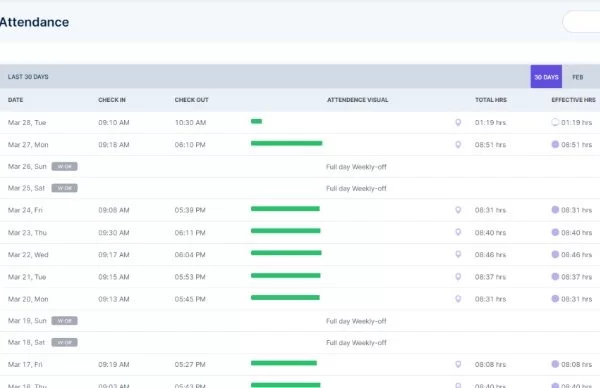 Attendance
LAST 30 DAYS 30 DAYS FEB
DATE CHECK IN CHECK OUT ATTENDENCE VISUAL TOTAL HRS EFFECTIVE HRS
Mar 28, Tue 09:10 AM 10:30 AM 01:19 hrs 01:19 hrs
Mar 27, Mon 09:18 AM 06:10 PM 08:51 hrs 08:51 hrs
Mar 26, Sun W-Off Full day Weekly-off
Mar 25, Sat W-Off Full day Weekly-off
Mar 24, Fri 09:08 AM 05:39 PM 08:31 hrs 08:31 hrs
Mar 23, Thu 09:30 AM 06:11 PM 08:40 hrs 08:40 hrs
Mar 22, Wed 09:17 AM 06:04 PM 08:46 hrs 08:46 hrs
Mar 21, Tue 09:15 AM 05:53 PM 08:37 hrs 08:37 hrs
Mar 20, Mon 09:13 AM 05:45 PM 08:31 hrs 08:31 hrs
Mar 19, Sun W-Off Full day Weekly-off
Mar 18, Sat W-Off Full day Weekly-off
Mar 17, Fri 09:19 AM 05:27 PM 08:08 hrs 08:08 hrs
Mar 16, Thu 09:03 AM 05:43 PM 08:40 hrs 08:40 hrs